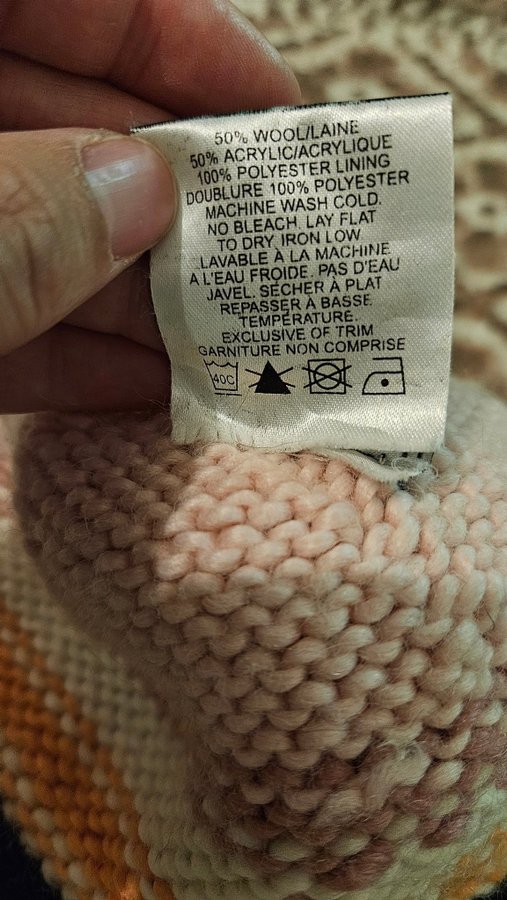 50% WOOL/LAINE
50% ACRYLIC/ACRYLIQUE
100% POLYESTER LINING
DOUBLURE 100% POLYESTER
MACHINE WASH COLD.
NO BLEACH. LAY FLAT
TO DRY, IRON LOW.
LAVABLE À LA MACHINE
A L'EAU FROIDE. PAS D'EAU
JAVEL. SÉCHER À PLAT
REPASSER À BASSE
TEMPÉRATURE.
EXCLUSIVE OF TRIM
GARNITURE NON COMPRISE
40C